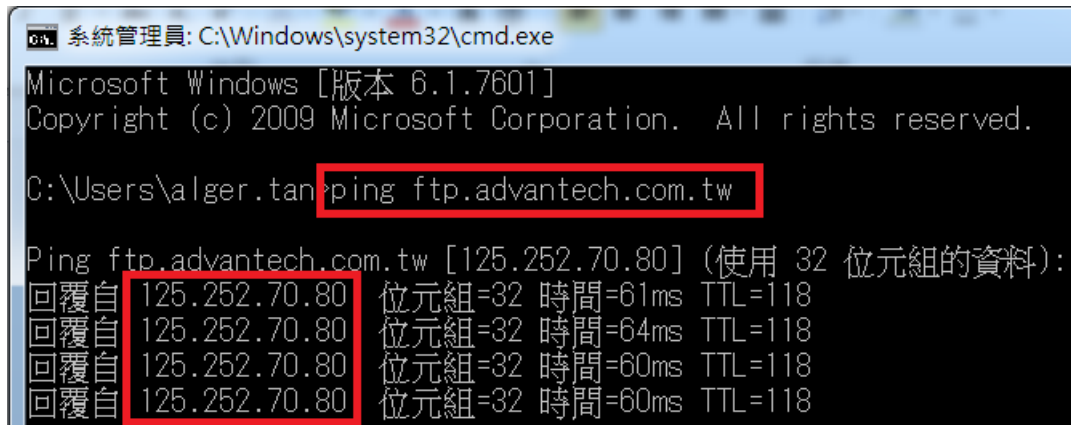 系統管理員: C:\Windows\system32\cmd.exe
Microsoft Windows [版本 6.1.7601]
Copyright (c) 2009 Microsoft Corporation.  All rights reserved.
C:\Users\alger.tan>ping ftp.advantech.com.tw
Ping ftp.advantech.com.tw [125.252.70.80] (使用 32 位元組的資料):
回覆自 125.252.70.80: 位元組=32 時間=61ms TTL=118
回覆自 125.252.70.80: 位元組=32 時間=64ms TTL=118
回覆自 125.252.70.80: 位元組=32 時間=60ms TTL=118
回覆自 125.252.70.80: 位元組=32 時間=60ms TTL=118